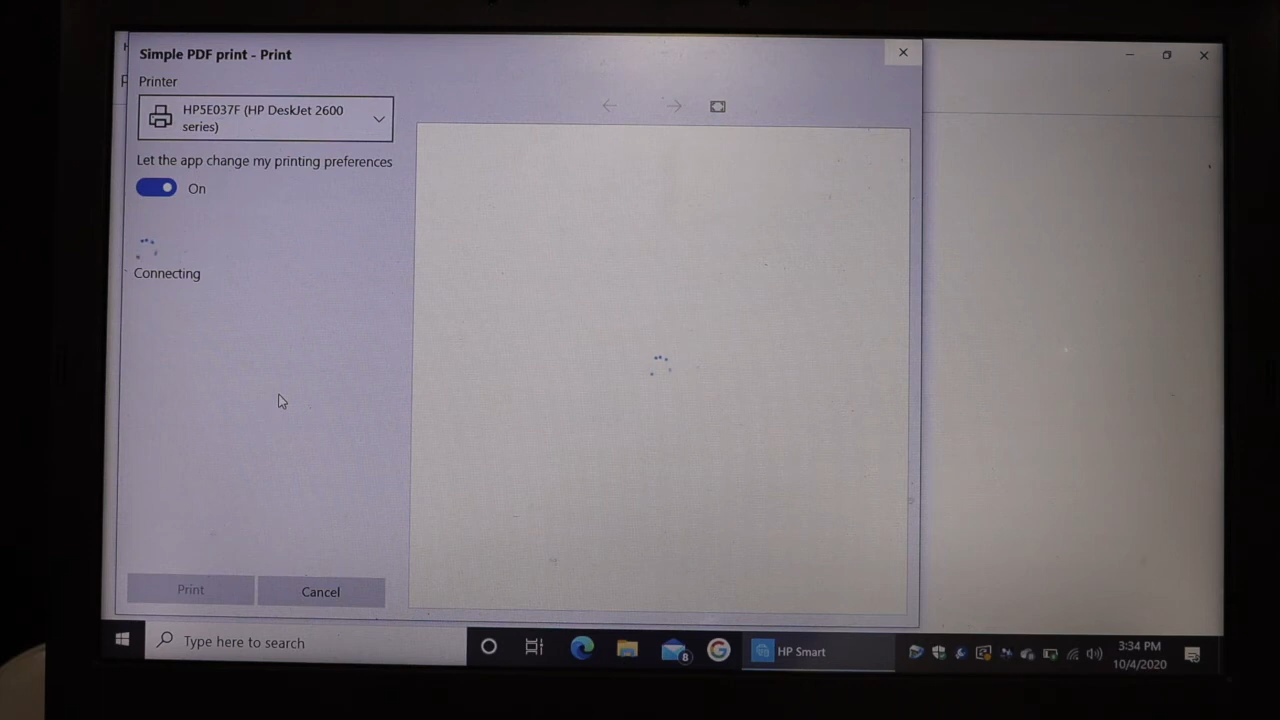 Simple PDF print - Print
Printer
HP5E037F (HP DeskJet 2600
series)
Let the app change my printing preferences
On
Connecting
Print
Cancel
Type here to search
8
HP Smart
3:34 PM
10/4/2020